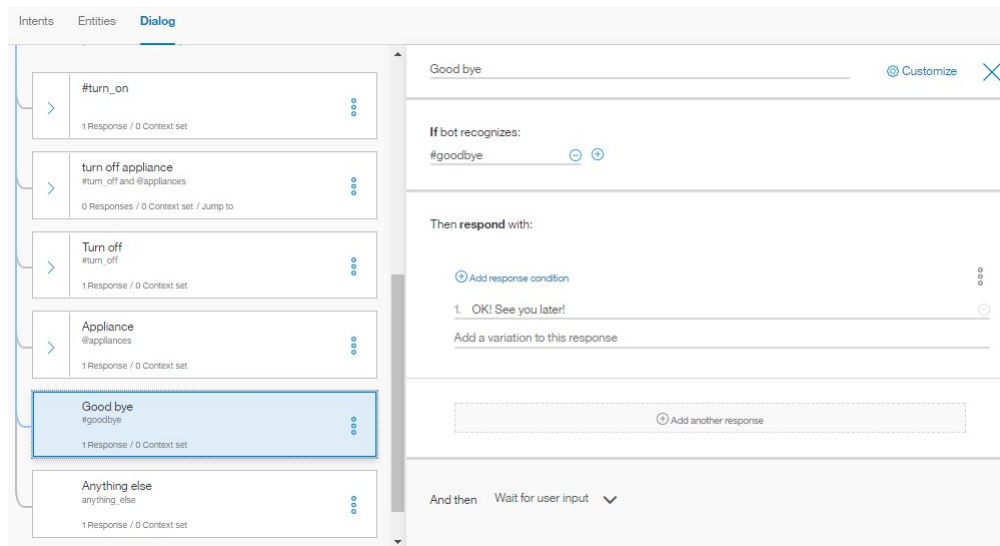 Intents Entities Dialog
#turn_on
1 Response / 0 Context set
turn off appliance
#turn_off and @appliances
0 Responses / 0 Context set / Jump to
Turn off
#turn_off
1 Response / 0 Context set
Appliance
@appliances
1 Response / 0 Context set
Good bye
#goodbye
1 Response / 0 Context set
Anything else
anything_else
1 Response / 0 Context set
Good bye
Customize
If bot recognizes:
#goodbye
Then respond with:
Add response condition
1. OK! See you later!
Add a variation to this response
Add another response
And then Wait for user input